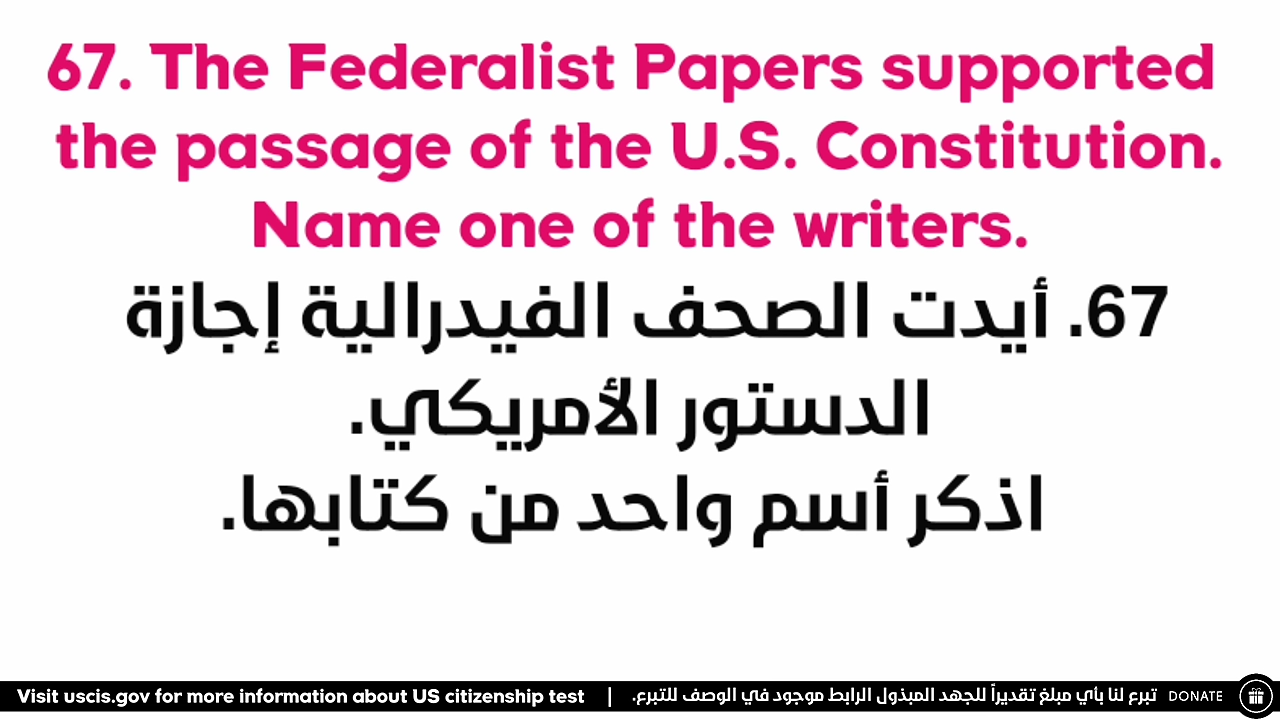 67. The Federalist Papers supported
the passage of the U.S. Constitution.
Name one of the writers.
67. أيدت الصحف الفيدرالية إجازة
الدستور الأمريكي.
اذكر أسم واحد من كتابها.
Visit uscis.gov for more information about US citizenship test | تبرع لنا بأي مبلغ تقديراً للجهد المبذول الرابط موجود في الوصف للتبرع. DONATE